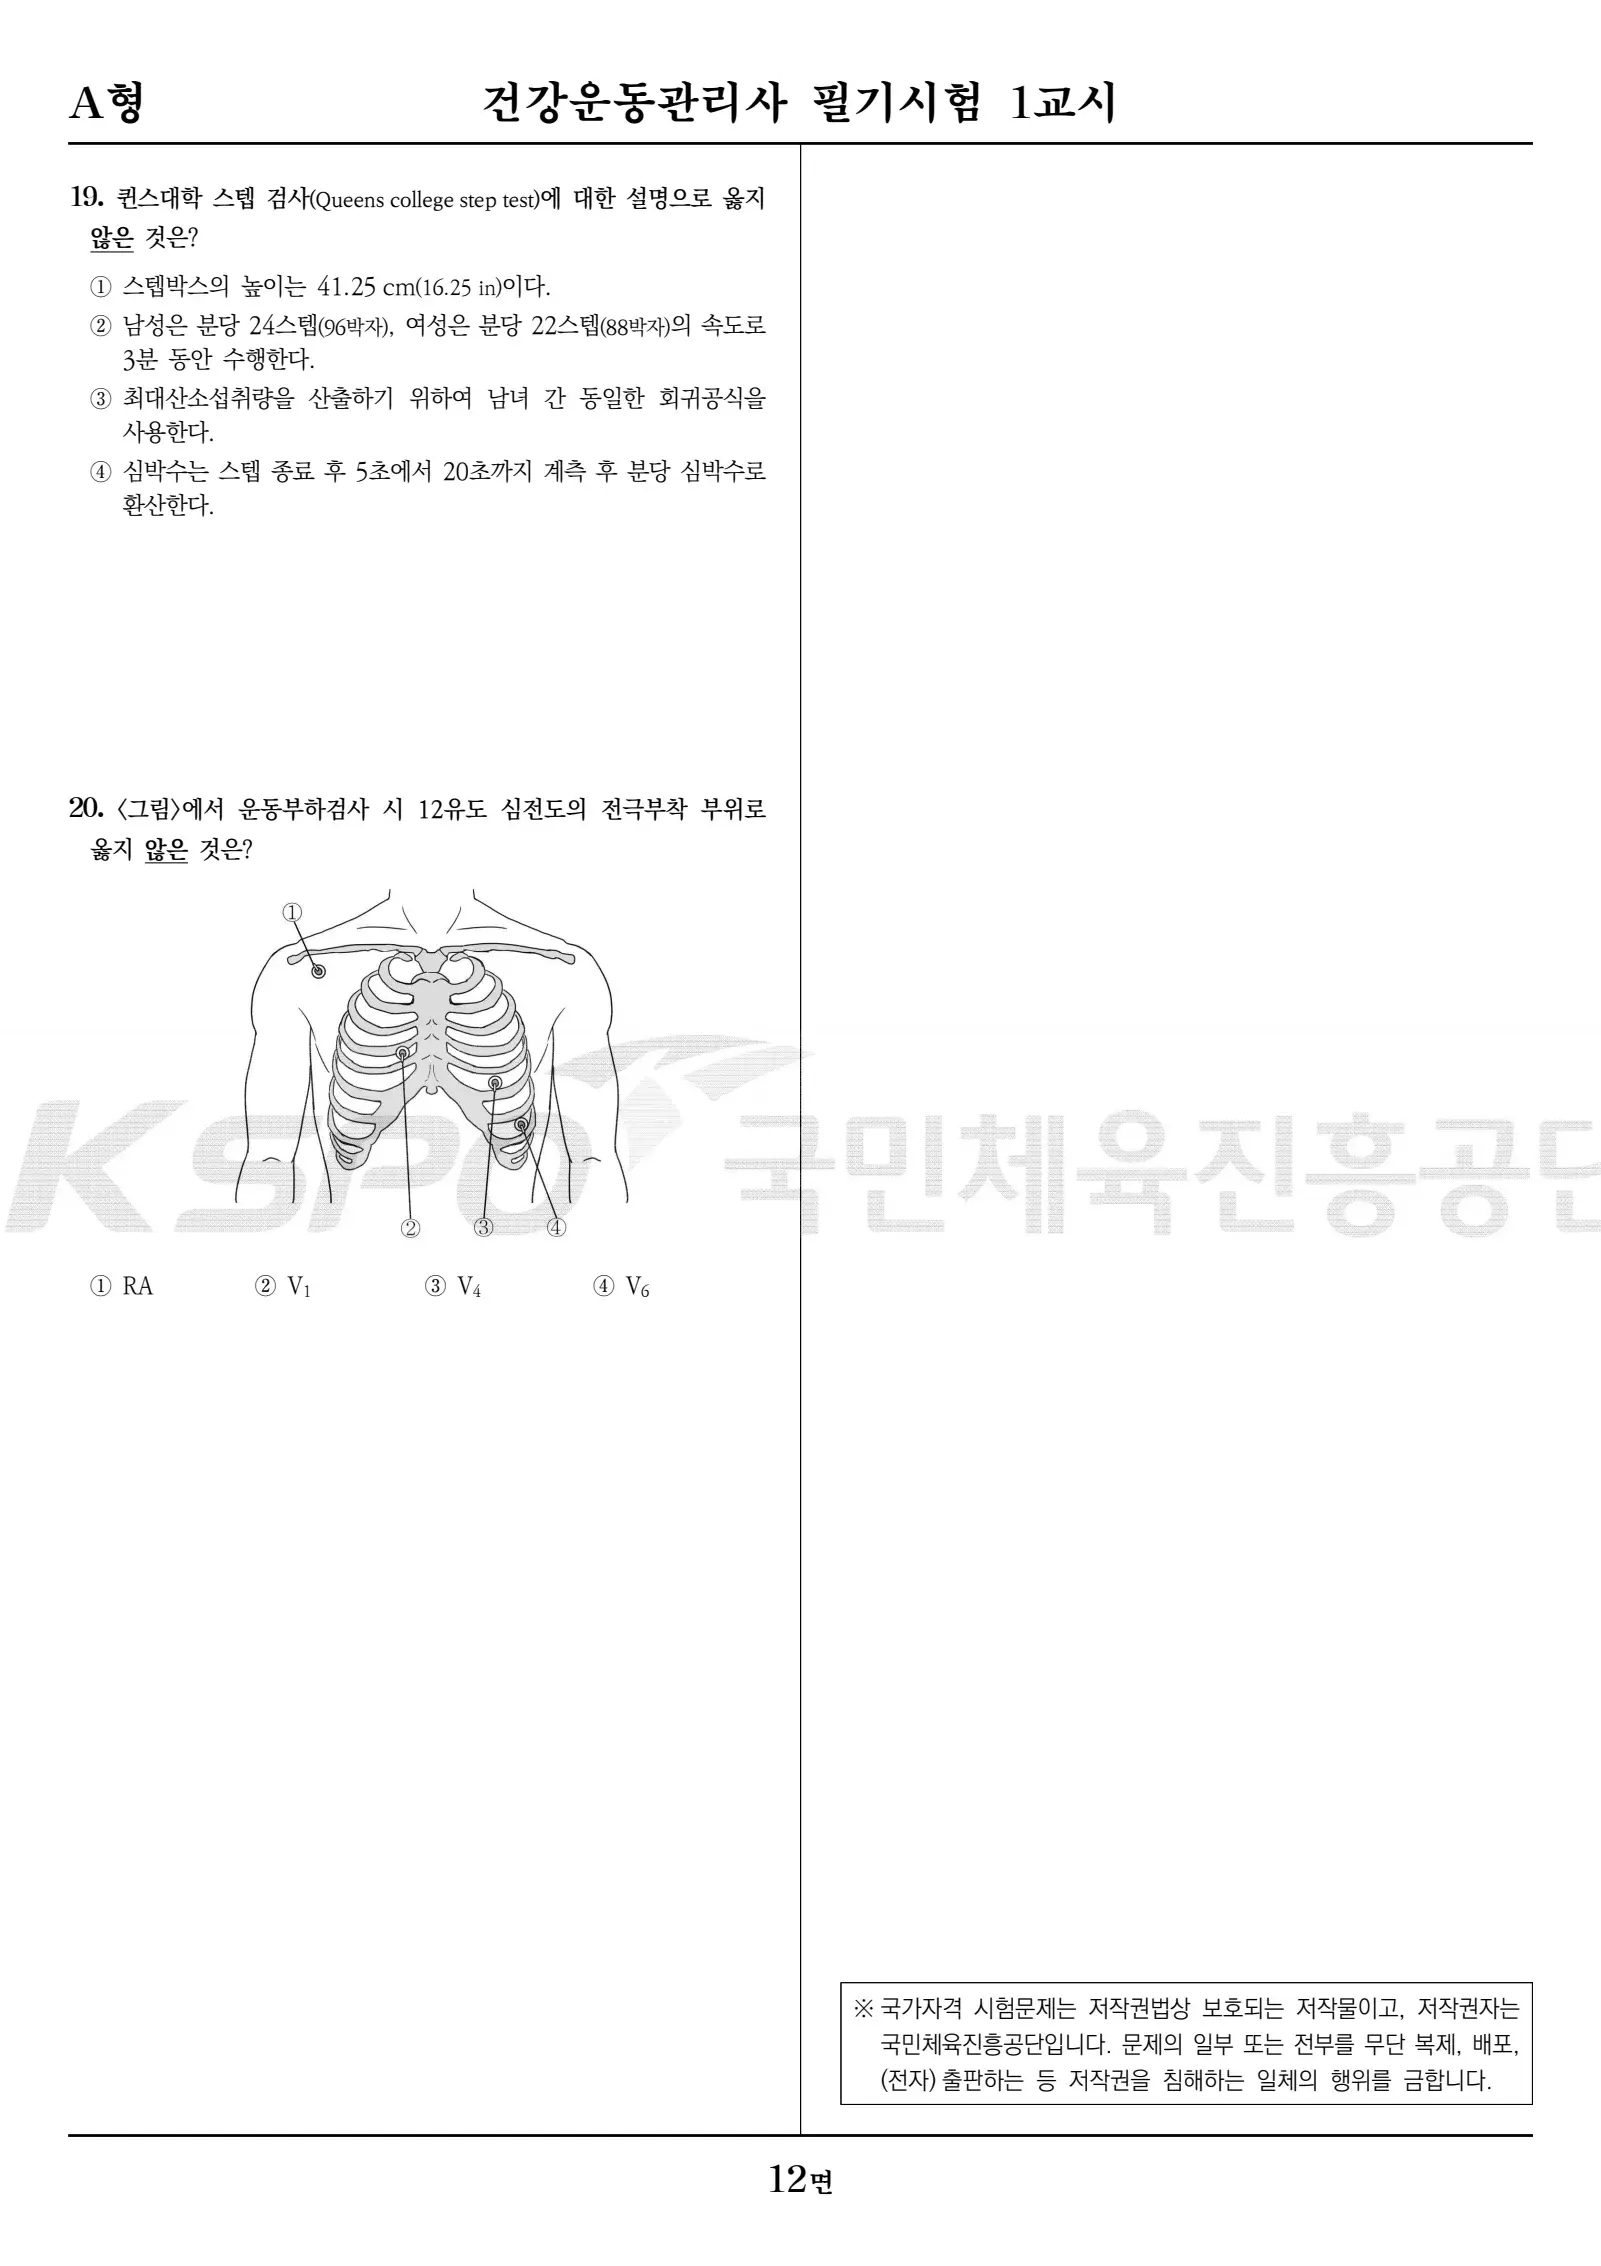 A형
건강운동관리사 필기시험 1교시
19. 퀸스대학 스텝 검사(Queens college step test)에 대한 설명으로 옳지
않은 것은?
① 스텝박스의 높이는 41.25 cm(16.25 in)이다.
② 남성은 분당 24스텝(96박자), 여성은 분당 22스텝(88박자)의 속도로
3분 동안 수행한다.
③ 최대산소섭취량을 산출하기 위하여 남녀 간 동일한 회귀공식을
사용한다.
④ 심박수는 스텝 종료 후 5초에서 20초까지 계측 후 분당 심박수로
환산한다.
20. 〈그림〉에서 운동부하검사 시 12유도 심전도의 전극부착 부위로
옳지 않은 것은?
①
② ③ ④
① RA ② V₁ ③ V₄ ④ V₆
KSPO 국민체육진흥공단
※ 국가자격 시험문제는 저작권법상 보호되는 저작물이고, 저작권자는
국민체육진흥공단입니다. 문제의 일부 또는 전부를 무단 복제, 배포,
(전자) 출판하는 등 저작권을 침해하는 일체의 행위를 금합니다.
12면